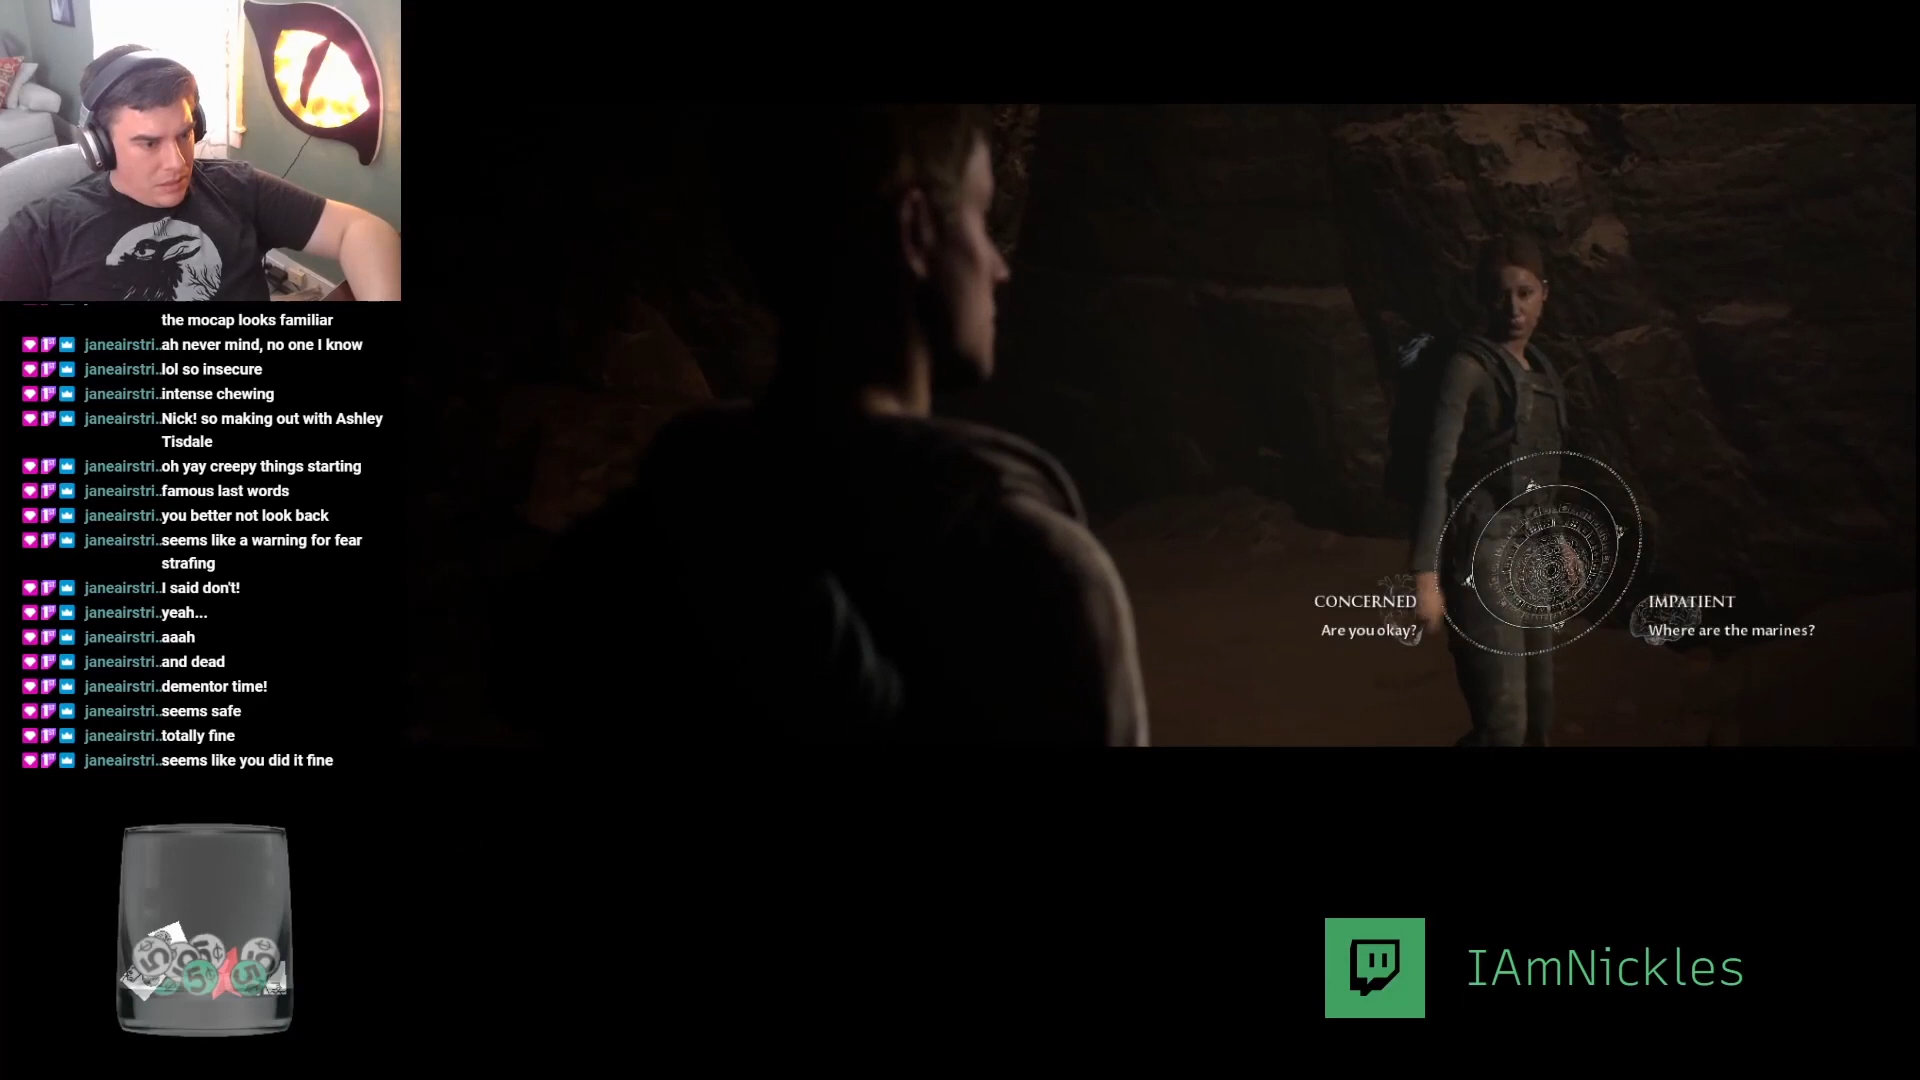 the mocap looks familiar
janeairstri..ah never mind, no one I know
janeairstri..lol so insecure
janeairstri..intense chewing
janeairstri..Nick! so making out with Ashley
Tisdale
janeairstri..oh yay creepy things starting
janeairstri..famous last words
janeairstri..you better not look back
janeairstri..seems like a warning for fear
strafing
janeairstri..I said don't!
janeairstri..yeah...
janeairstri..aaah
janeairstri..and dead
janeairstri..dementor time!
janeairstri..seems safe
janeairstri..totally fine
janeairstri..seems like you did it fine
CONCERNED
Are you okay?
IMPATIENT
Where are the marines?
IAmNickles